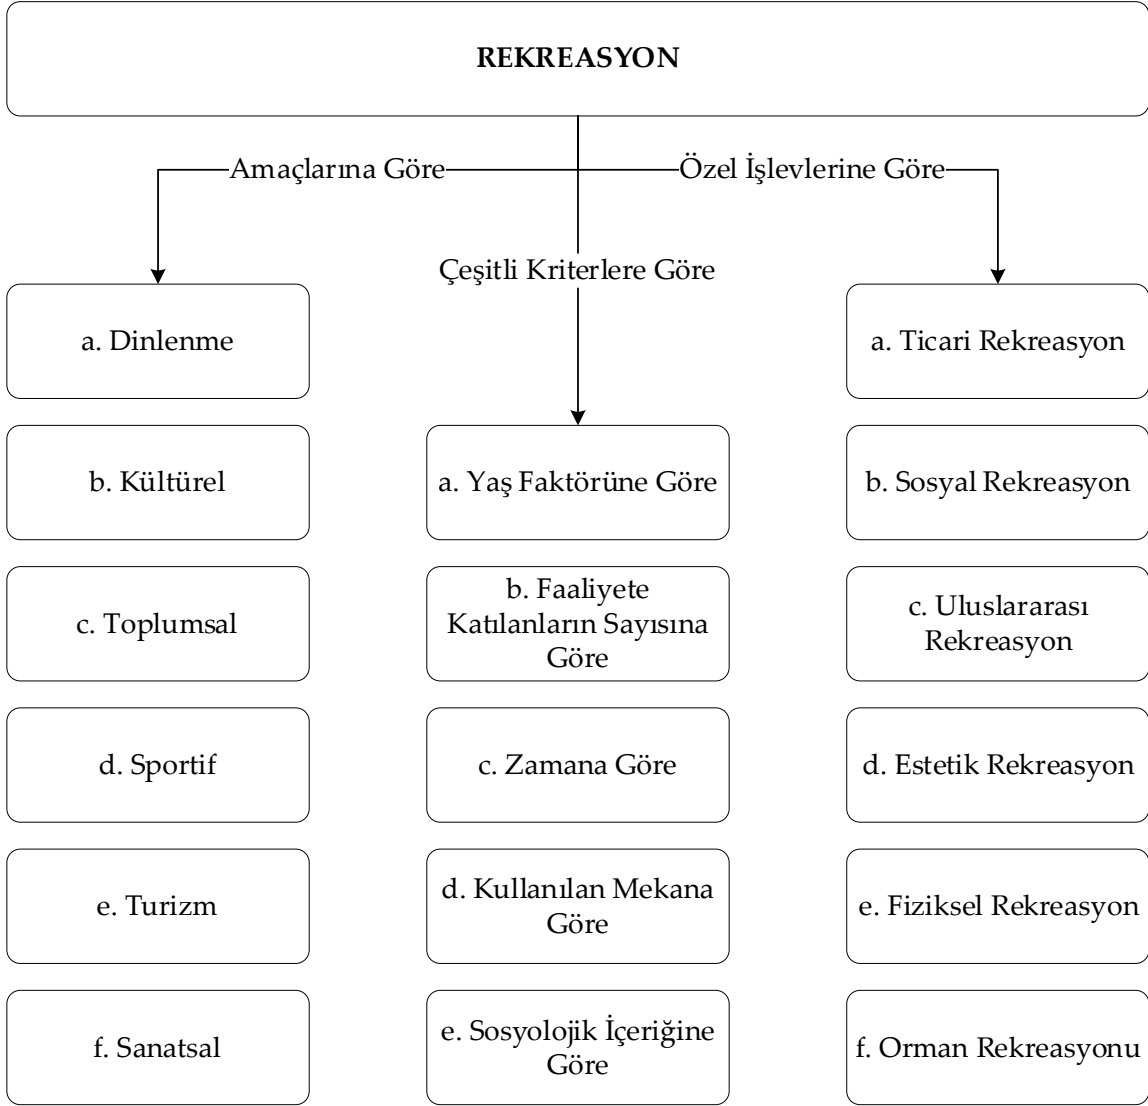 REKREASYON
Amaçlarına Göre
Özel İşlevlerine Göre
Çeşitli Kriterlere Göre
a. Dinlenme
b. Kültürel
c. Toplumsal
d. Sportif
e. Turizm
f. Sanatsal
a. Yaş Faktörüne Göre
b. Faaliyete
Katılanların Sayısına
Göre
c. Zamana Göre
d. Kullanılan Mekana
Göre
e. Sosyolojik İçeriğine
Göre
a. Ticari Rekreasyon
b. Sosyal Rekreasyon
c. Uluslararası
Rekreasyon
d. Estetik Rekreasyon
e. Fiziksel Rekreasyon
f. Orman Rekreasyonu